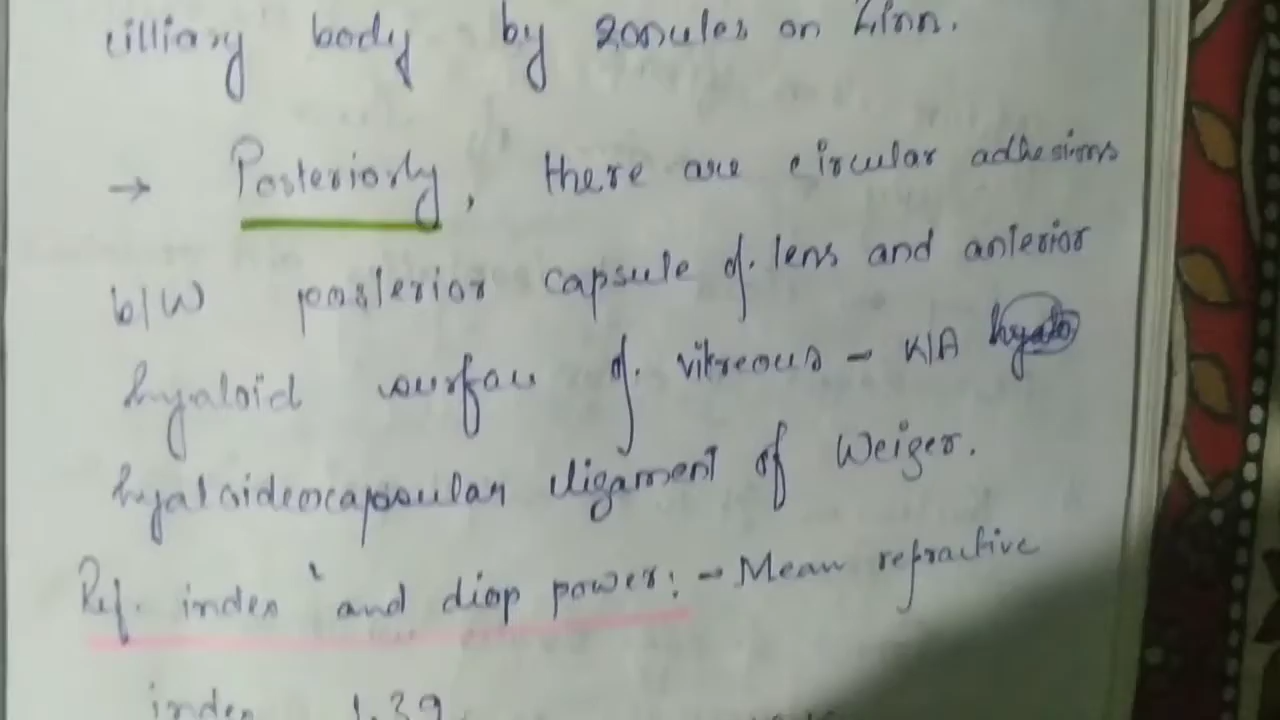 cilliary body by zonules on Zinn.
→ Posteriorly, there are circular adhesions
b/w posterior capsule of lens and anterior
hyaloid surface of vitreous – K/A
hyaloideocapsular ligament of Weiger.
Ref. index and diop power: – Mean refractive
index 1.39